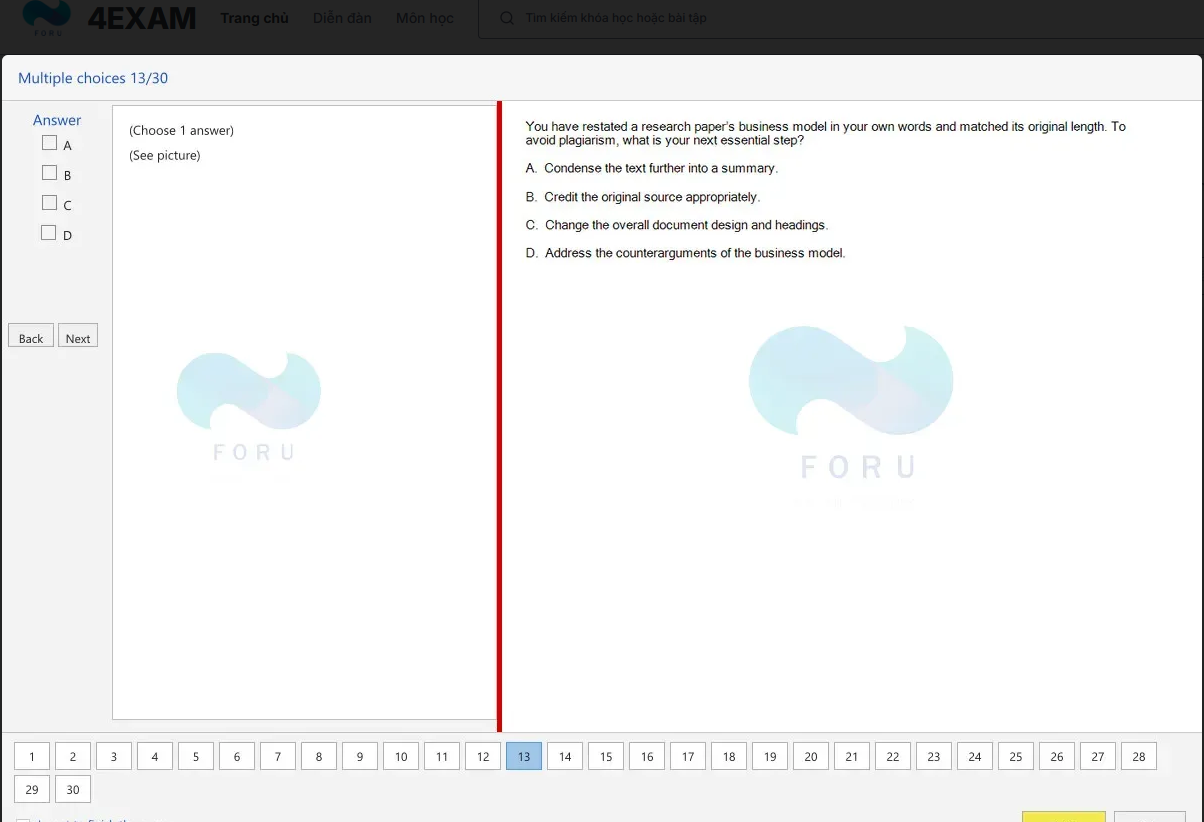 4EXAM Trang chủ Diễn đàn Môn học Tìm kiếm khóa học hoặc bài tập
FORU
Multiple choices 13/30
Answer
A
B
C
D
Back Next
(Choose 1 answer)
(See picture)
FORU
You have restated a research paper's business model in your own words and matched its original length. To
avoid plagiarism, what is your next essential step?
A. Condense the text further into a summary.
B. Credit the original source appropriately.
C. Change the overall document design and headings.
D. Address the counterarguments of the business model.
FORU
1 2 3 4 5 6 7 8 9 10 11 12 13 14 15 16 17 18 19 20 21 22 23 24 25 26 27 28
29 30